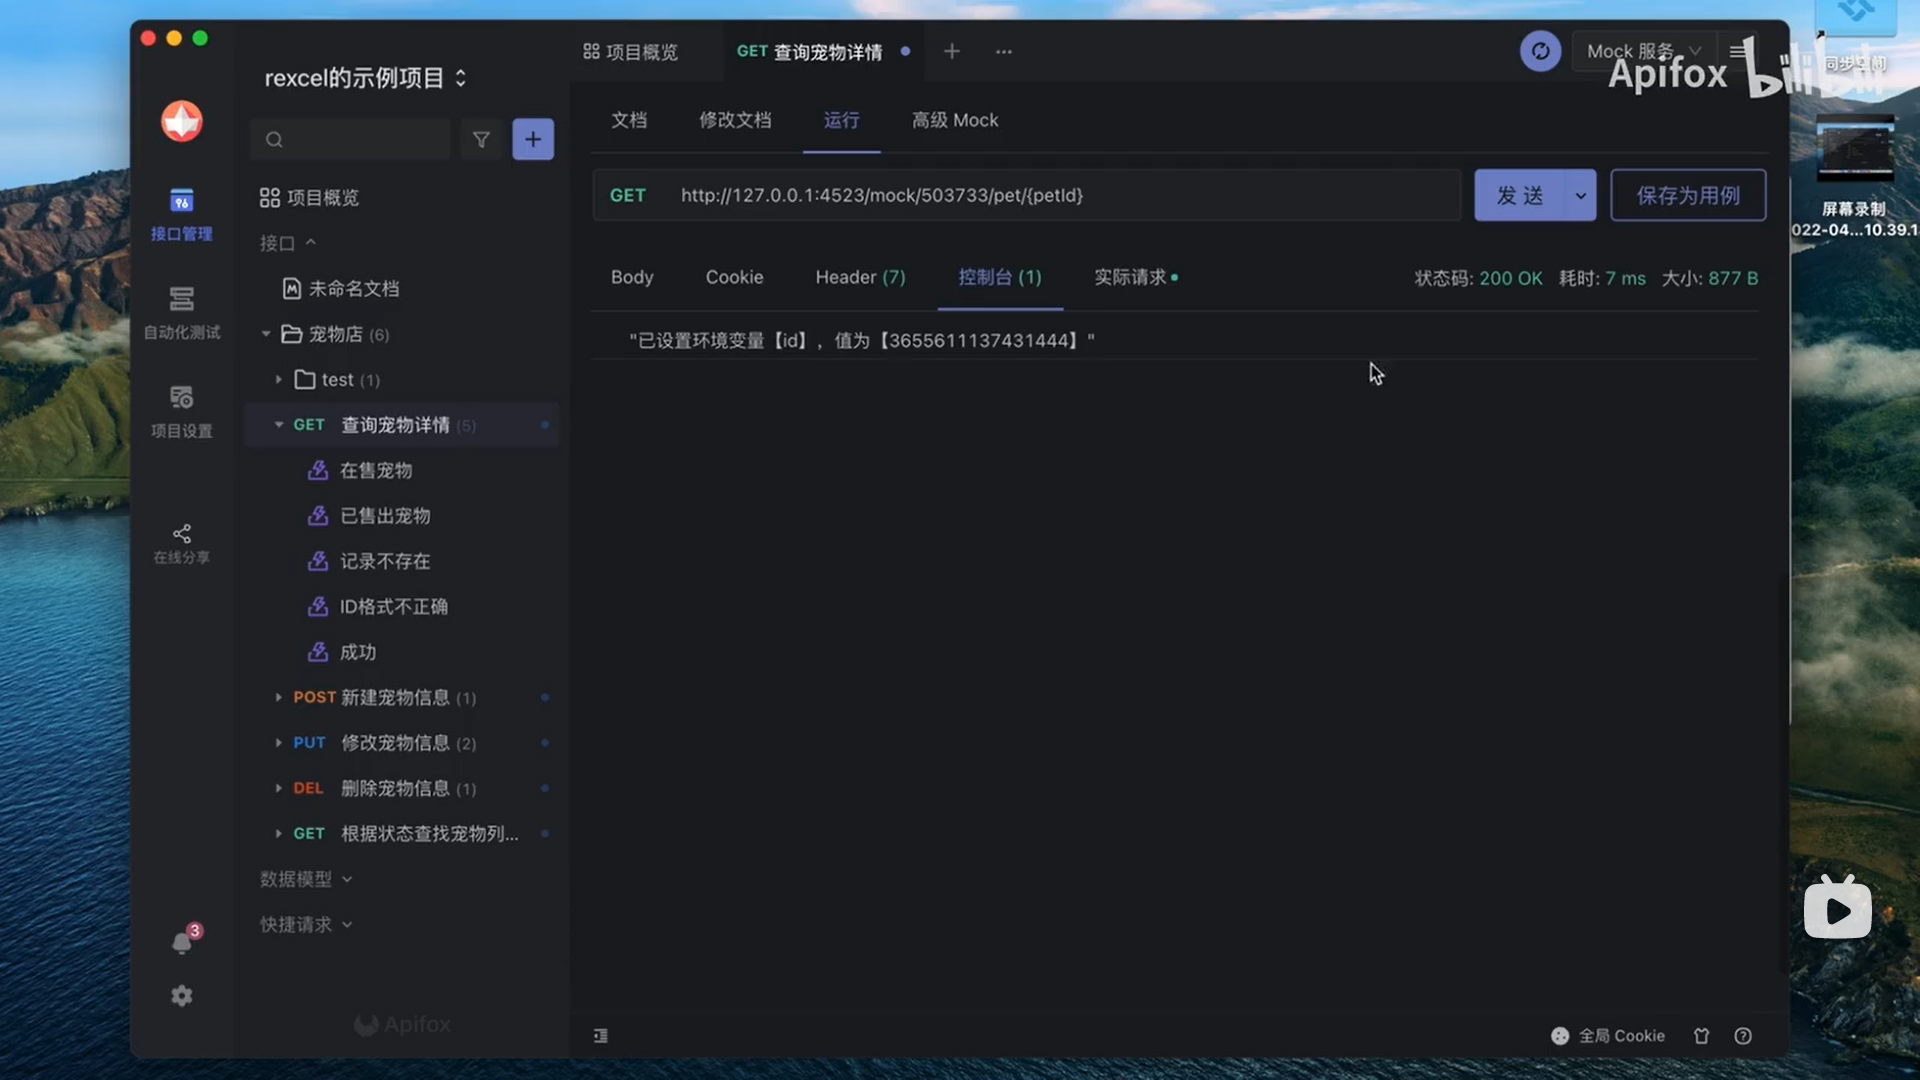 rexcel的示例项目
项目概览
GET 查询宠物详情
Mock 服务
Apifox bilibili
同步空间
文档
修改文档
运行
高级 Mock
GET http://127.0.0.1:4523/mock/503733/pet/{petId}
发 送
保存为用例
屏幕录制
022-04...10.39.1
Body
Cookie
Header (7)
控制台 (1)
实际请求
状态码: 200 OK 耗时: 7 ms 大小: 877 B
"已设置环境变量【id】，值为【3655611137431444】"
接口管理
自动化测试
项目设置
在线分享
3
项目概览
接口
未命名文档
宠物店 (6)
test (1)
GET 查询宠物详情 (5)
在售宠物
已售出宠物
记录不存在
ID格式不正确
成功
POST 新建宠物信息 (1)
PUT 修改宠物信息 (2)
DEL 删除宠物信息 (1)
GET 根据状态查找宠物列...
数据模型
快捷请求
Apifox
全局 Cookie